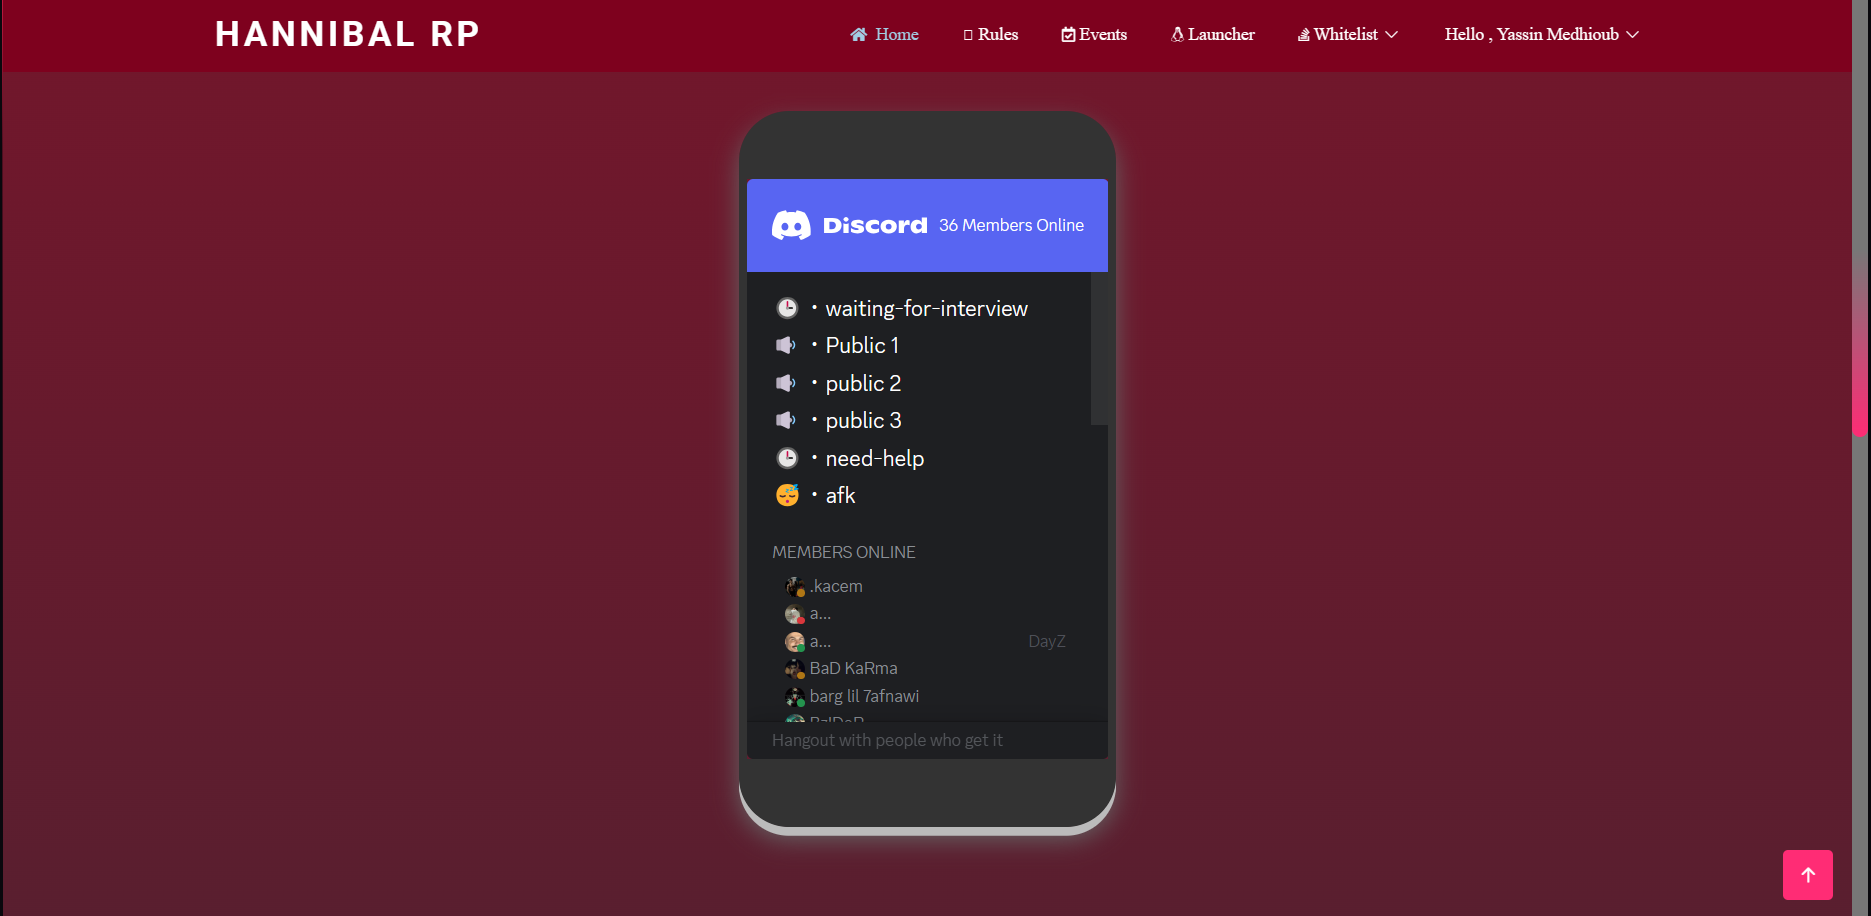 HANNIBAL RP
Home
Rules
Events
Launcher
Whitelist
Hello , Yassin Medhioub
Discord 36 Members Online
・waiting-for-interview
・Public 1
・public 2
・public 3
・need-help
・afk
MEMBERS ONLINE
.kacem
a...
a... DayZ
BaD KaRma
barg lil 7afnawi
Hangout with people who get it